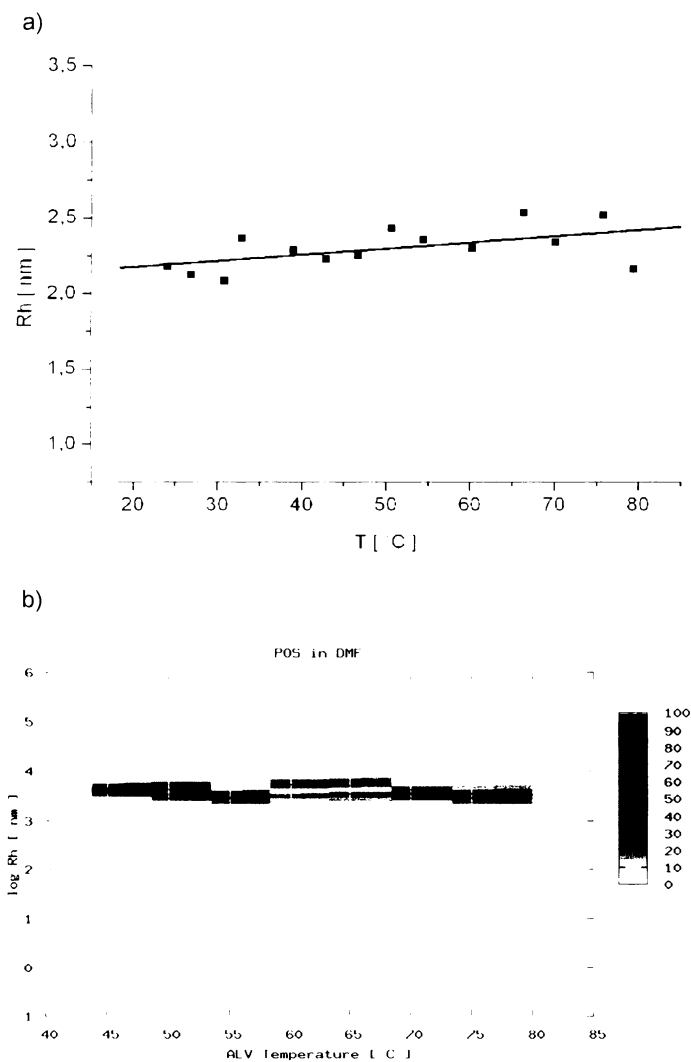 a)
3,5
3,0
2,5
2,0
1,5
1,0
Rh [ nm ]
20 30 40 50 60 70 80
T [ C ]
b)
POS in DMF
6
5
4
3
2
1
0
1
log Rh [ nm ]
40 45 50 55 60 65 70 75 80 85
ALV Temperature [ C ]
100
90
80
70
60
50
40
30
20
10
0